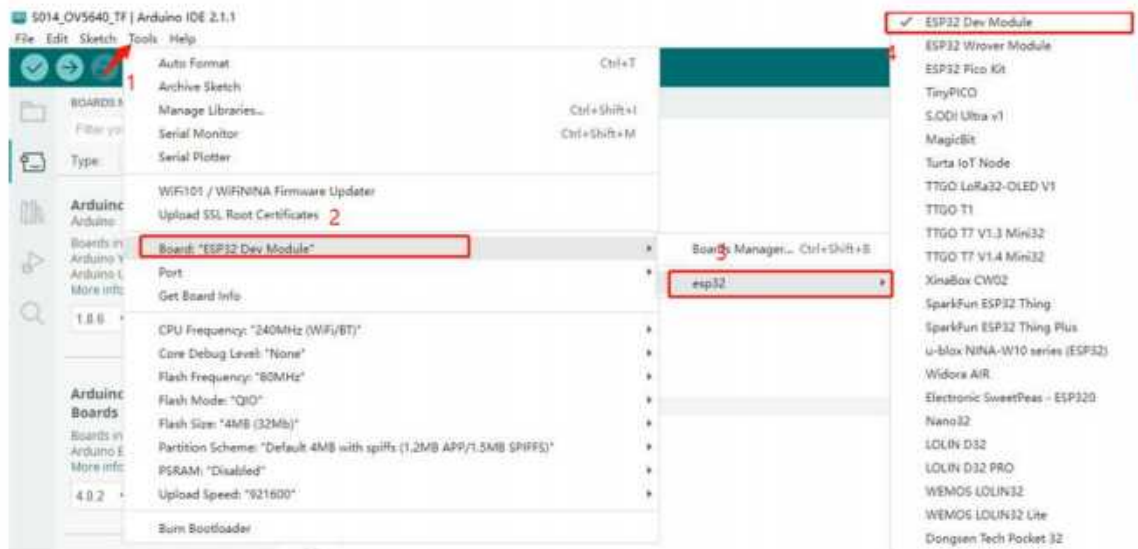 S014_OV5640_TF | Arduino IDE 2.1.1
File Edit Sketch Tools Help
1
BOARDS M
Filter yo
Type:
Arduino
Arduino
Boards in
Arduino Y
Arduino L
More info
1.8.6
Arduino
Boards
Boards in
Arduino E
More info
4.0.2
Auto Format Ctrl+T
Archive Sketch
Manage Libraries... Ctrl+Shift+I
Serial Monitor Ctrl+Shift+M
Serial Plotter
WiFi101 / WiFiNINA Firmware Updater
Upload SSL Root Certificates
2
Board: "ESP32 Dev Module"
Port
Get Board Info
CPU Frequency: "240MHz (WiFi/BT)"
Core Debug Level: "None"
Flash Frequency: "80MHz"
Flash Mode: "QIO"
Flash Size: "4MB (32Mb)"
Partition Scheme: "Default 4MB with spiffs (1.2MB APP/1.5MB SPIFFS)"
PSRAM: "Disabled"
Upload Speed: "921600"
Burn Bootloader
Boards Manager... Ctrl+Shift+B
3
esp32
4
ESP32 Dev Module
ESP32 Wrover Module
ESP32 Pico Kit
TinyPICO
S.ODI Ultra v1
MagicBit
Turta IoT Node
TTGO LoRa32-OLED V1
TTGO T1
TTGO T7 V1.3 Mini32
TTGO T7 V1.4 Mini32
XinaBox CW02
SparkFun ESP32 Thing
SparkFun ESP32 Thing Plus
u-blox NINA-W10 series (ESP32)
Widora AIR
Electronic SweetPeas - ESP320
Nano32
LOLIN D32
LOLIN D32 PRO
WEMOS LOLIN32
WEMOS LOLIN32 Lite
Dongsen Tech Pocket 32